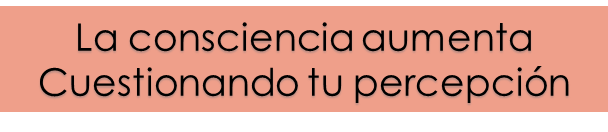 La consciencia aumenta
Cuestionando tu percepción